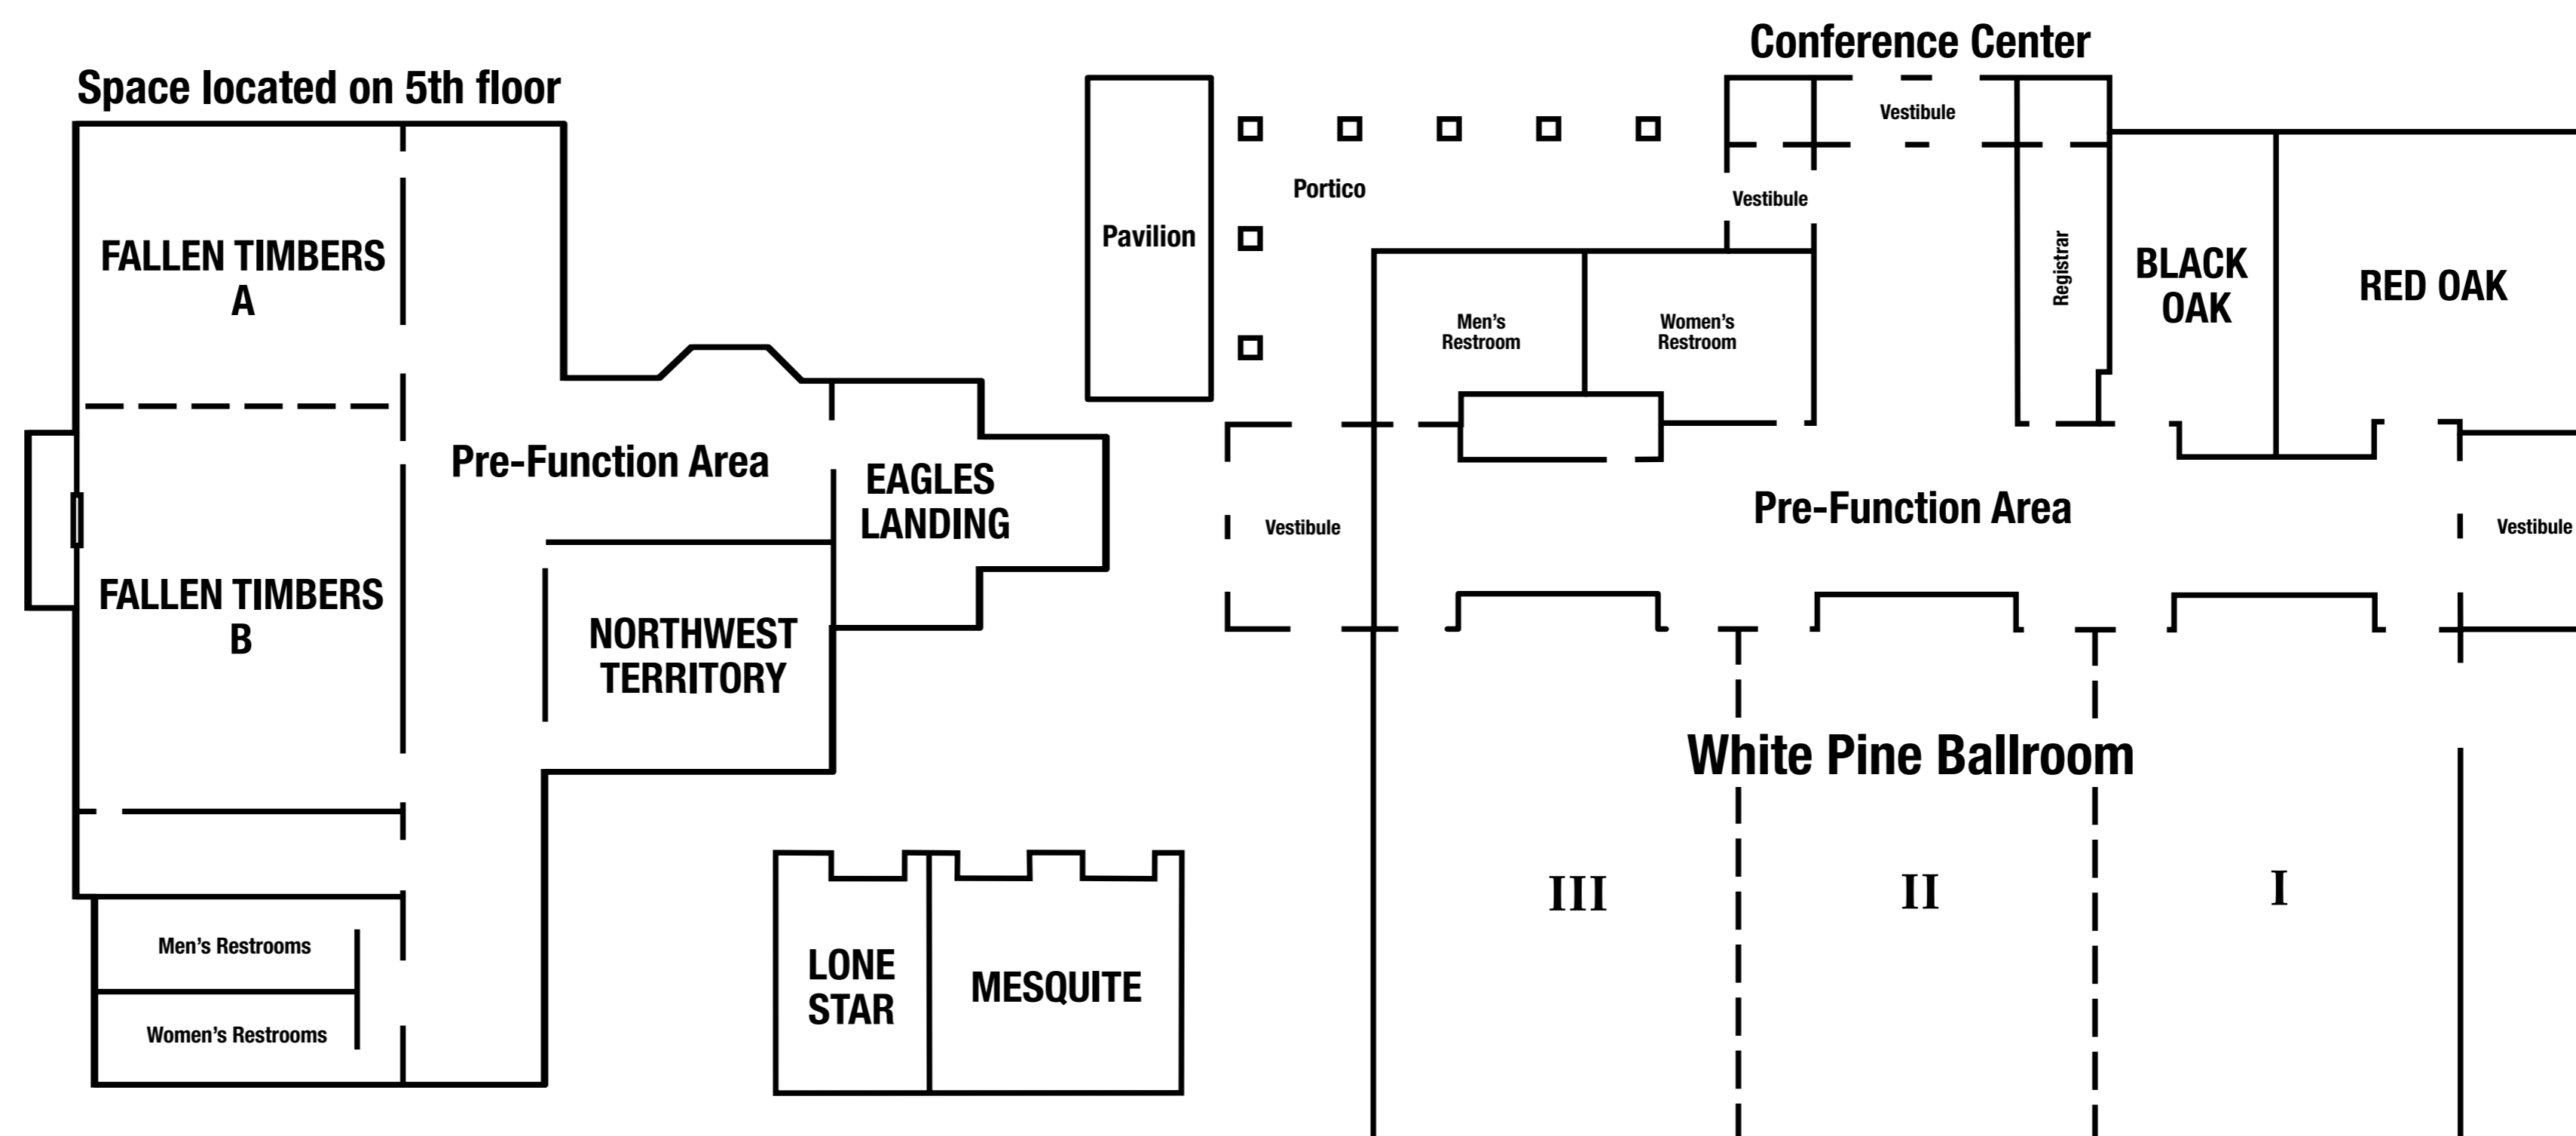 Conference Center
Space located on 5th floor
Vestibule
Portico
Vestibule
Pavilion
FALLEN TIMBERS
A
Registrar
BLACK
OAK
RED OAK
Men's
Restroom
Women's
Restroom
Pre-Function Area
EAGLES
LANDING
Vestibule
Pre-Function Area
Vestibule
FALLEN TIMBERS
B
NORTHWEST
TERRITORY
White Pine Ballroom
III
II
I
Men's Restrooms
Women's Restrooms
LONE
STAR
MESQUITE